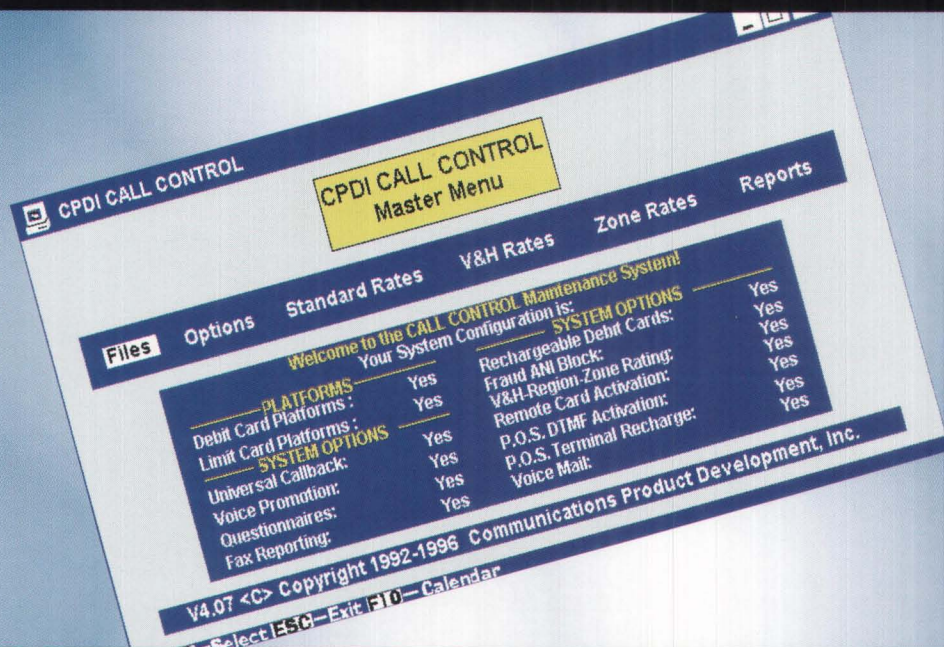 CPDI CALL CONTROL
CPDI CALL CONTROL
Master Menu
Files Options Standard Rates V&H Rates Zone Rates Reports
Welcome to the CALL CONTROL Maintenance System!
Your System Configuration is:
PLATFORMS
Debit Card Platforms : Yes
Limit Card Platforms : Yes
SYSTEM OPTIONS
Universal Callback: Yes
Voice Promotion: Yes
Questionnaires: Yes
Fax Reporting: Yes
SYSTEM OPTIONS
Rechargeable Debit Cards: Yes
Fraud ANI Block: Yes
V&H-Region-Zone Rating: Yes
Remote Card Activation: Yes
P.O.S. DTMF Activation: Yes
P.O.S. Terminal Recharge: Yes
Voice Mail: Yes
V4.07 <C> Copyright 1992-1996 Communications Product Development, Inc.
Select ESC—Exit F10—Calendar